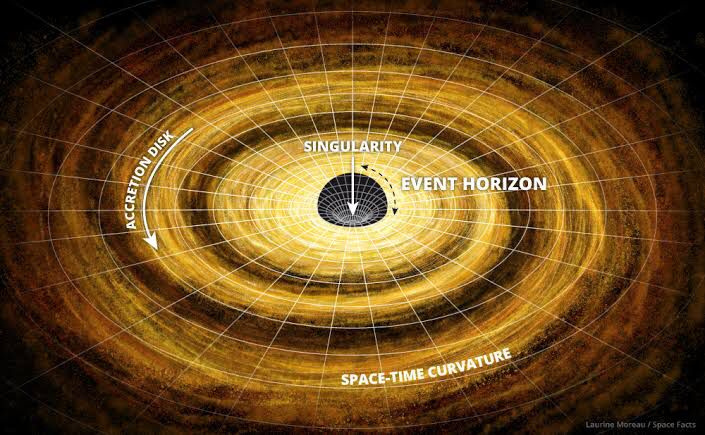 SINGULARITY
ACCRETION DISK
EVENT HORIZON
SPACE-TIME CURVATURE
Laurine Moreau / Space Facts